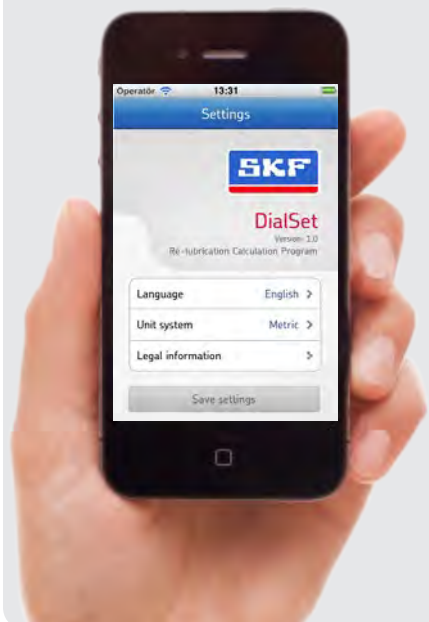 Operatör 13:31
Settings
SKF
DialSet
Version: 1.0
Re-lubrication Calculation Program
Language English >
Unit system Metric >
Legal information >
Save settings